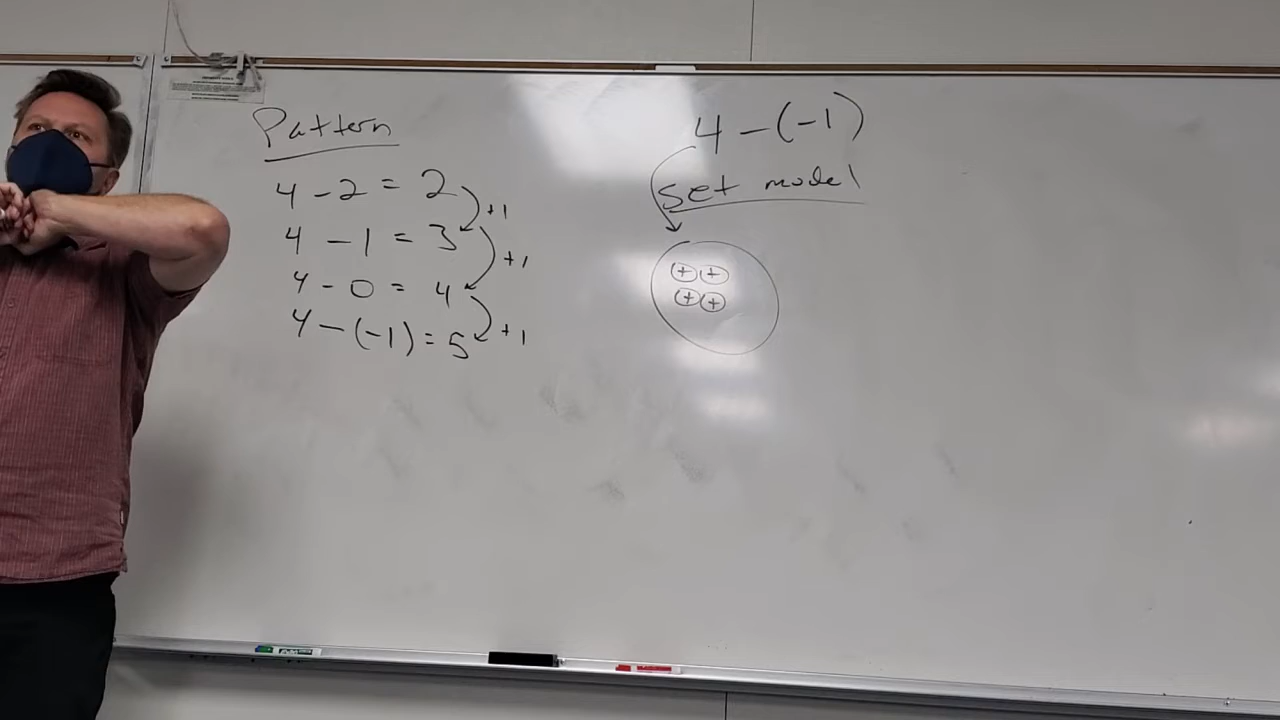 Pattern
4 - 2 = 2
+1
4 - 1 = 3
+1
4 - 0 = 4
+1
4 - (-1) = 5
4 - (-1)
set model
+ +
+ +